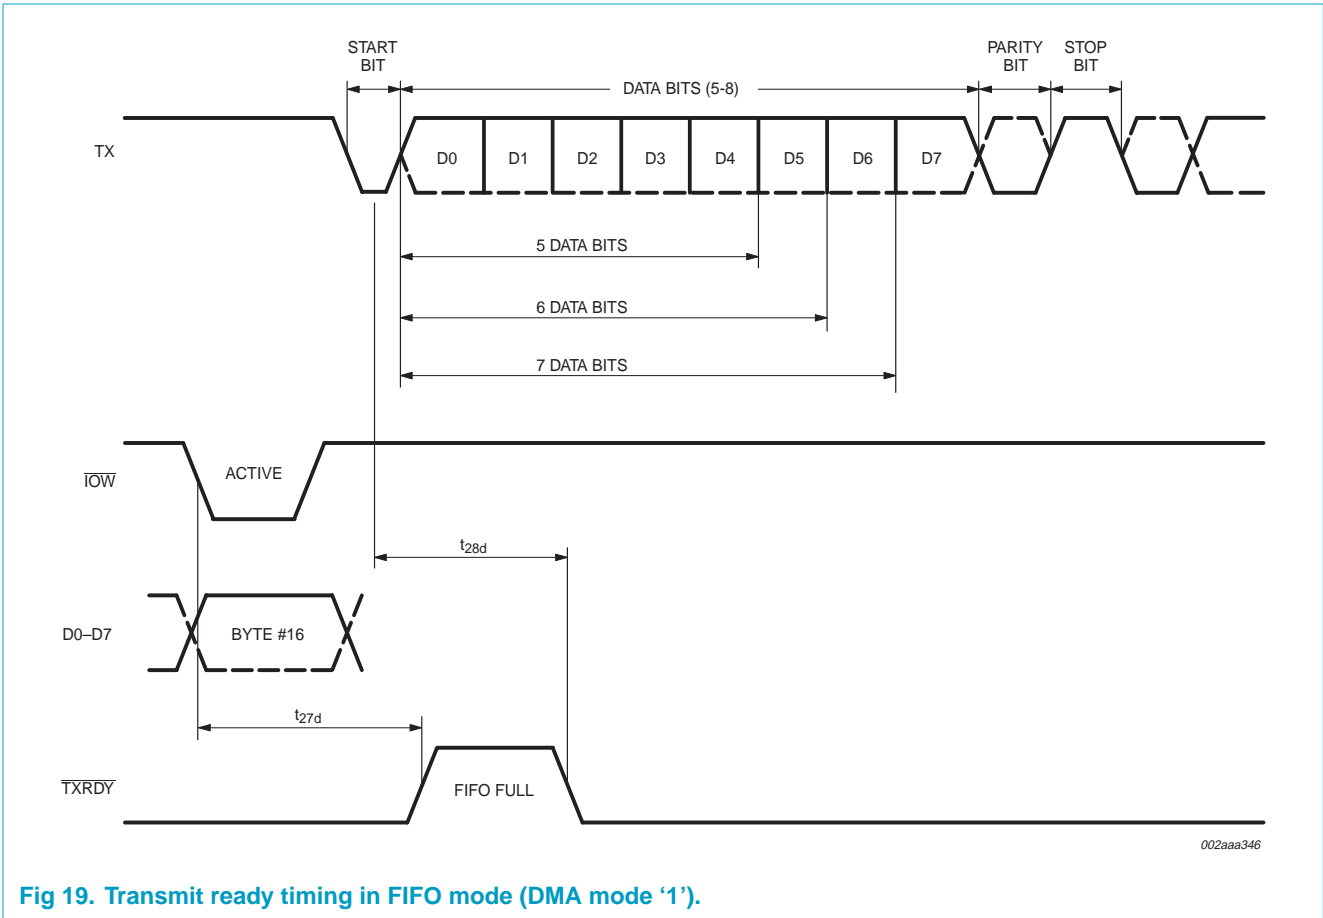 START BIT
DATA BITS (5-8)
PARITY BIT
STOP BIT
TX
D0 D1 D2 D3 D4 D5 D6 D7
5 DATA BITS
6 DATA BITS
7 DATA BITS
IOW
ACTIVE
t28d
D0–D7
BYTE #16
t27d
TXRDY
FIFO FULL
002aaa346
Fig 19. Transmit ready timing in FIFO mode (DMA mode ‘1’).